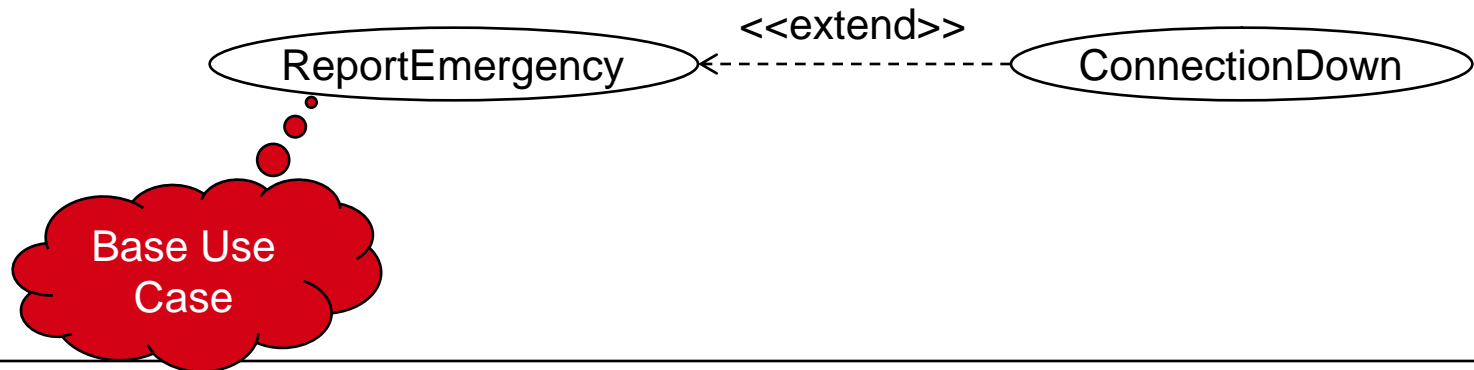 <<extend>>
ReportEmergency
ConnectionDown
Base Use
Case